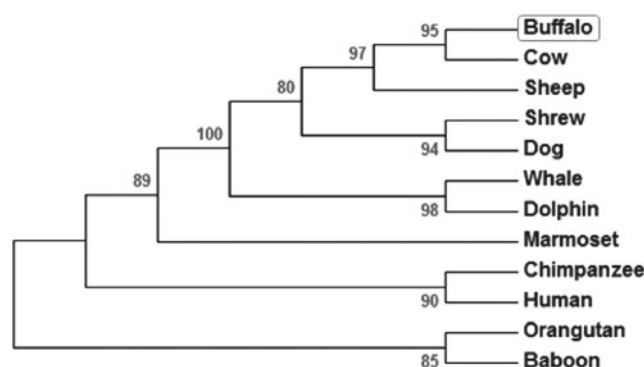 95
Buffalo
97
Cow
80
Sheep
100
Shrew
94
Dog
89
Whale
98
Dolphin
Marmoset
Chimpanzee
90
Human
Orangutan
85
Baboon